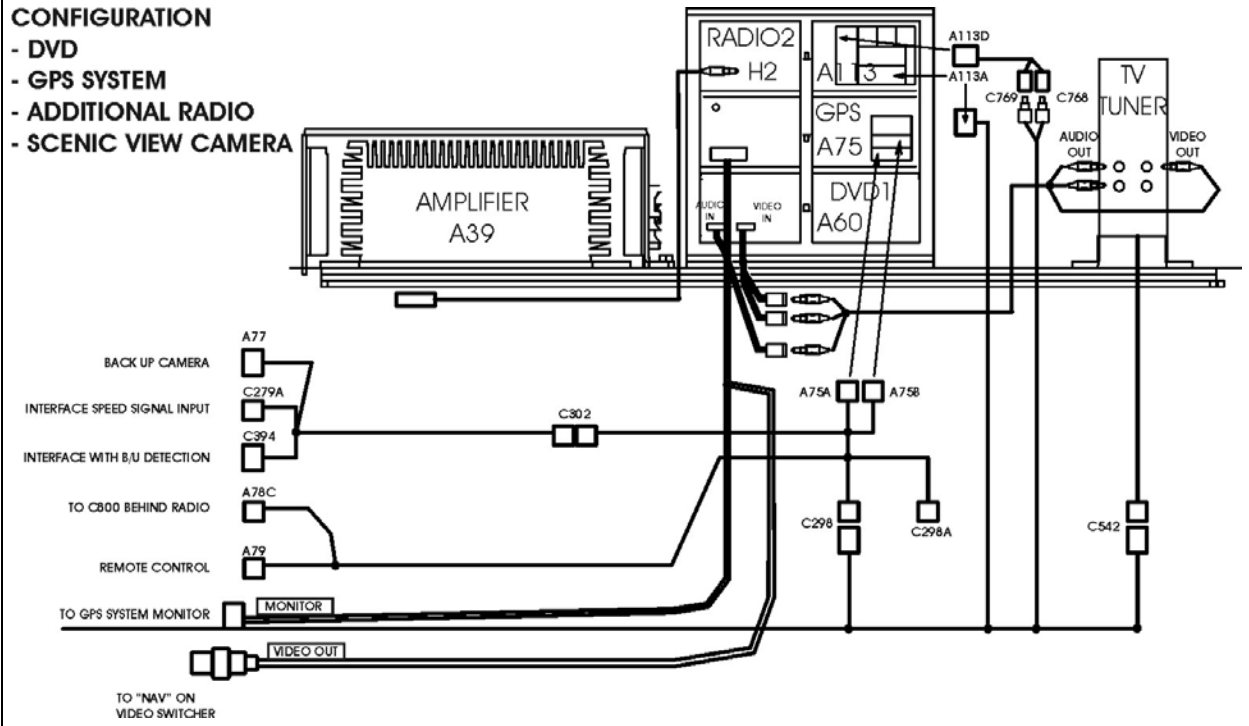 CONFIGURATION
- DVD
- GPS SYSTEM
- ADDITIONAL RADIO
- SCENIC VIEW CAMERA
RADIO2
H2
A113
A113D
A113A
C769
C768
TV
TUNER
GPS
A75
AUDIO
OUT
VIDEO
OUT
AMPLIFIER
A39
AUDIO
IN
VIDEO
IN
DVD1
A60
A77
BACK UP CAMERA
C279A
INTERFACE SPEED SIGNAL INPUT
C394
INTERFACE WITH B/U DETECTION
C302
A75A
A75B
A78C
TO C800 BEHIND RADIO
A79
REMOTE CONTROL
C298
C298A
C542
TO GPS SYSTEM MONITOR
MONITOR
VIDEO OUT
TO "NAV" ON
VIDEO SWITCHER